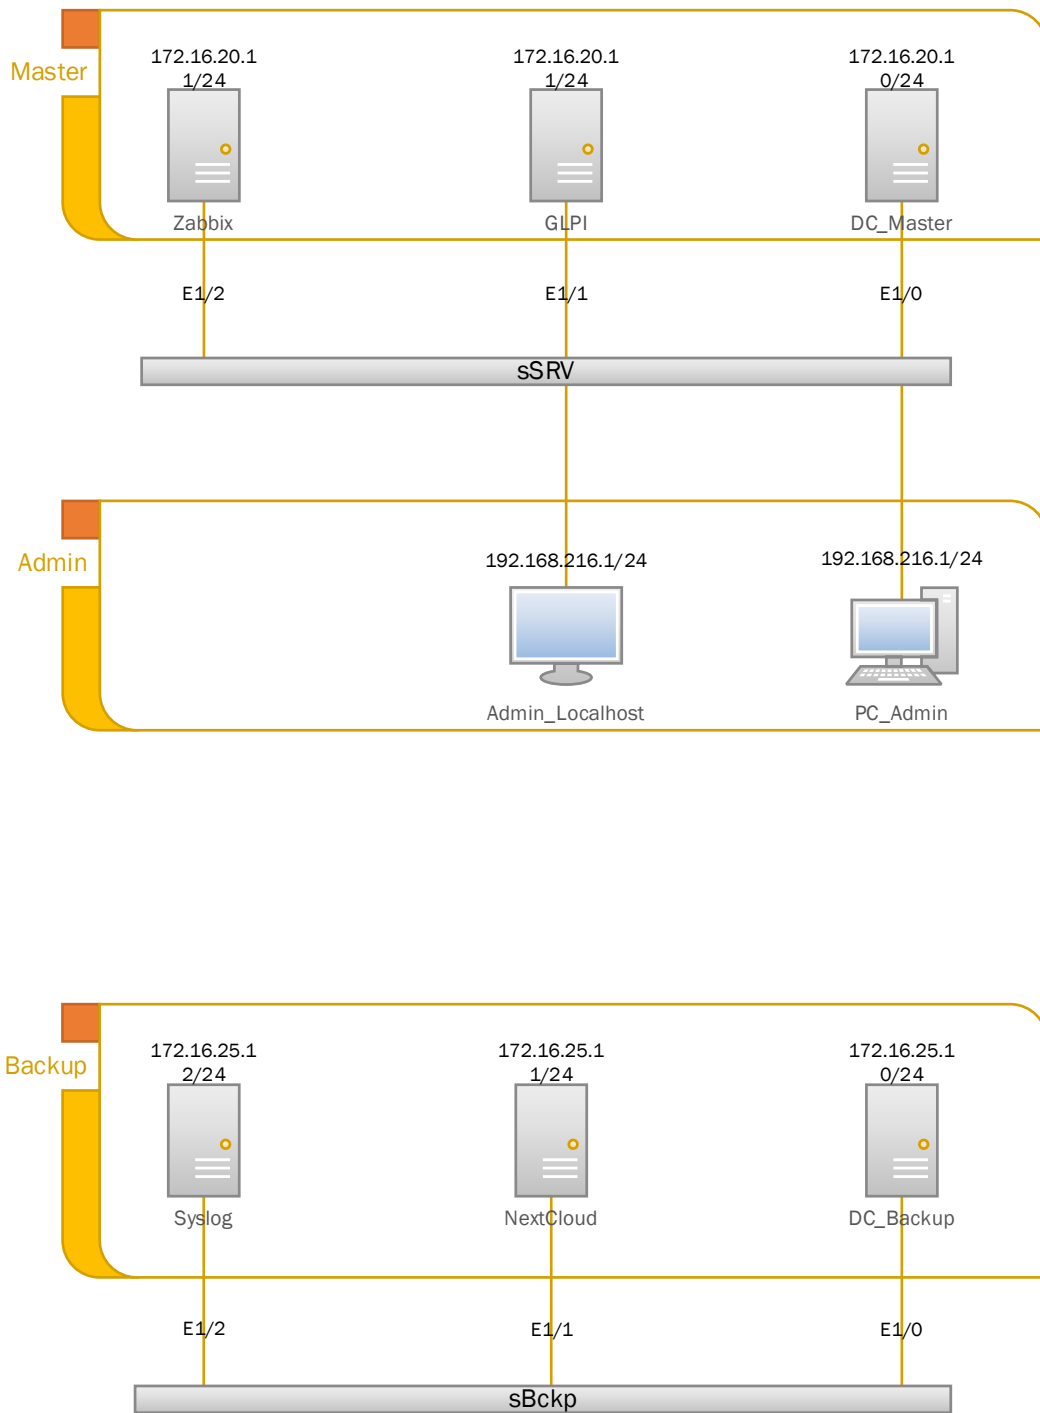 Master
172.16.20.1
1/24
172.16.20.1
1/24
172.16.20.1
0/24
Zabbix
GLPI
DC_Master
E1/2
E1/1
E1/0
sSRV
Admin
192.168.216.1/24
192.168.216.1/24
Admin_Localhost
PC_Admin
Backup
172.16.25.1
2/24
172.16.25.1
1/24
172.16.25.1
0/24
Syslog
NextCloud
DC_Backup
E1/2
E1/1
E1/0
sBckp